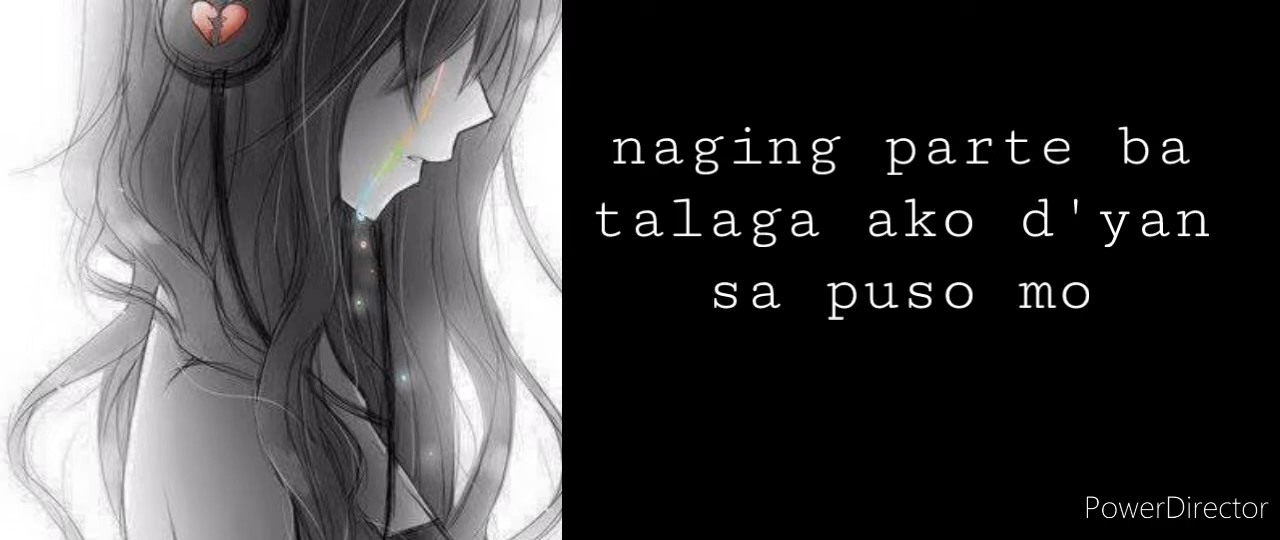 naging parte ba
talaga ako d'yan
sa puso mo
PowerDirector